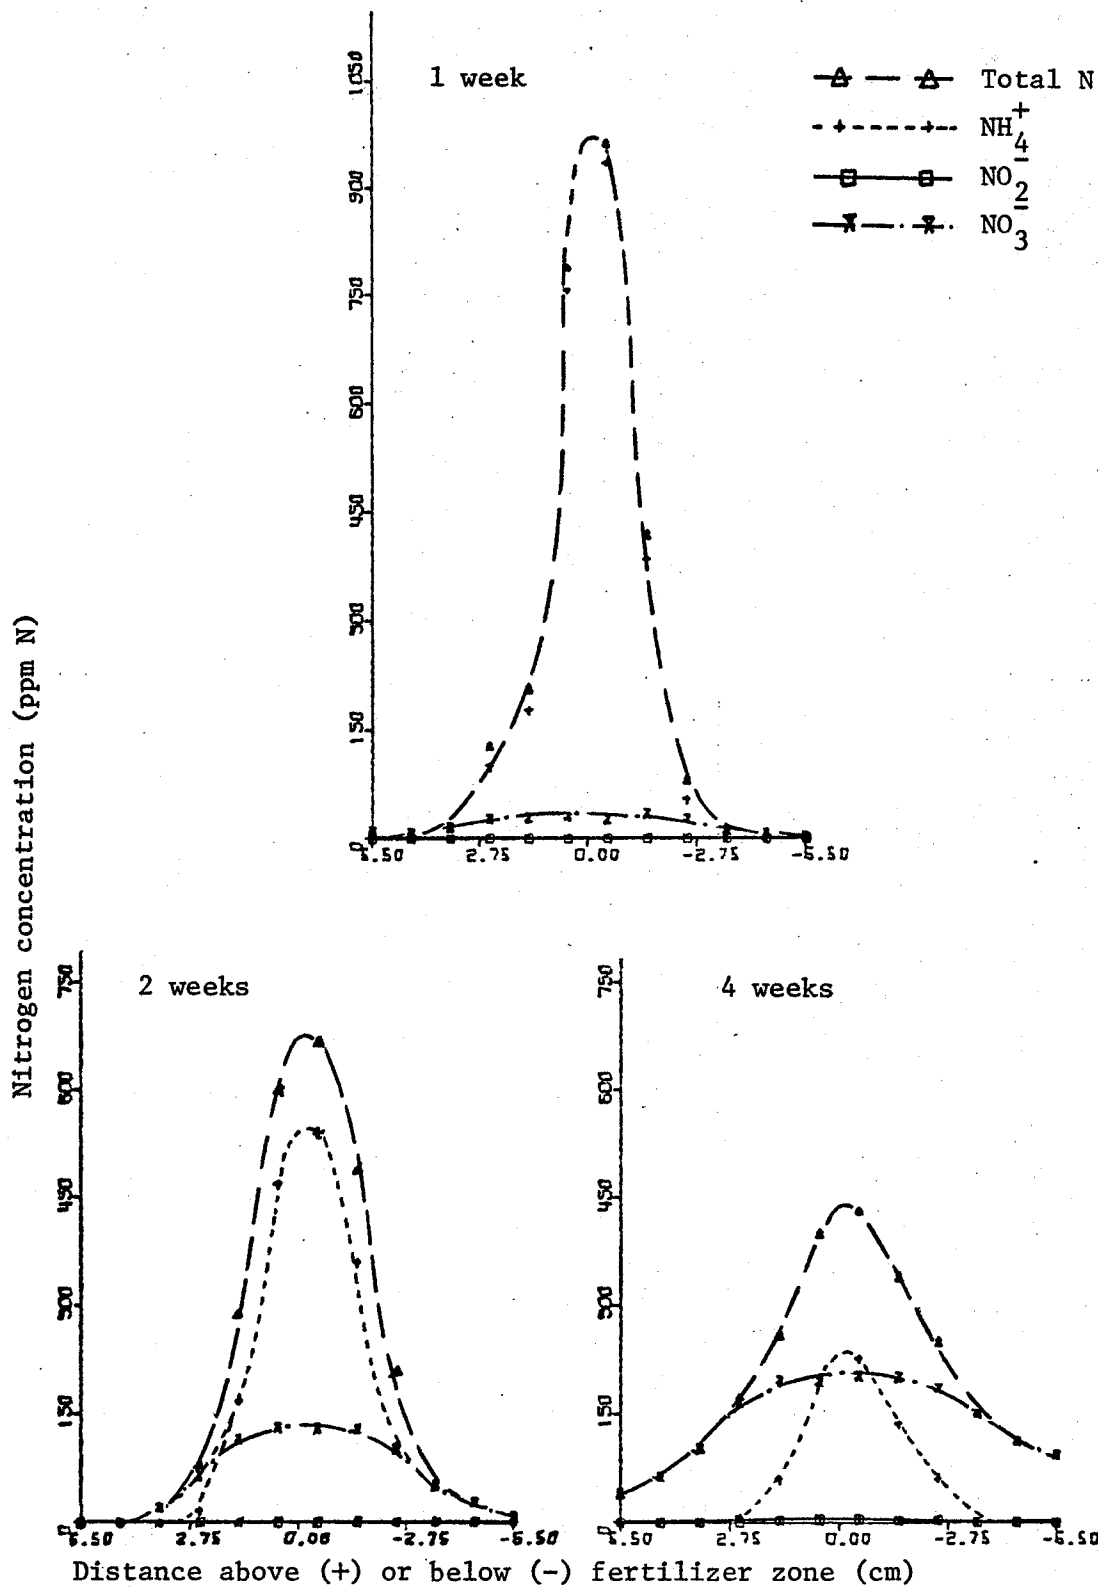 1 week
Total N
NH4+
NO2-
NO3-
1050
900
750
600
450
300
150
0
5.50 2.75 0.00 -2.75 -5.50
Nitrogen concentration (ppm N)
2 weeks
750
600
450
300
150
0
5.50 2.75 0.00 -2.75 -5.50
4 weeks
750
600
450
300
150
0
5.50 2.75 0.00 -2.75 -5.50
Distance above (+) or below (-) fertilizer zone (cm)